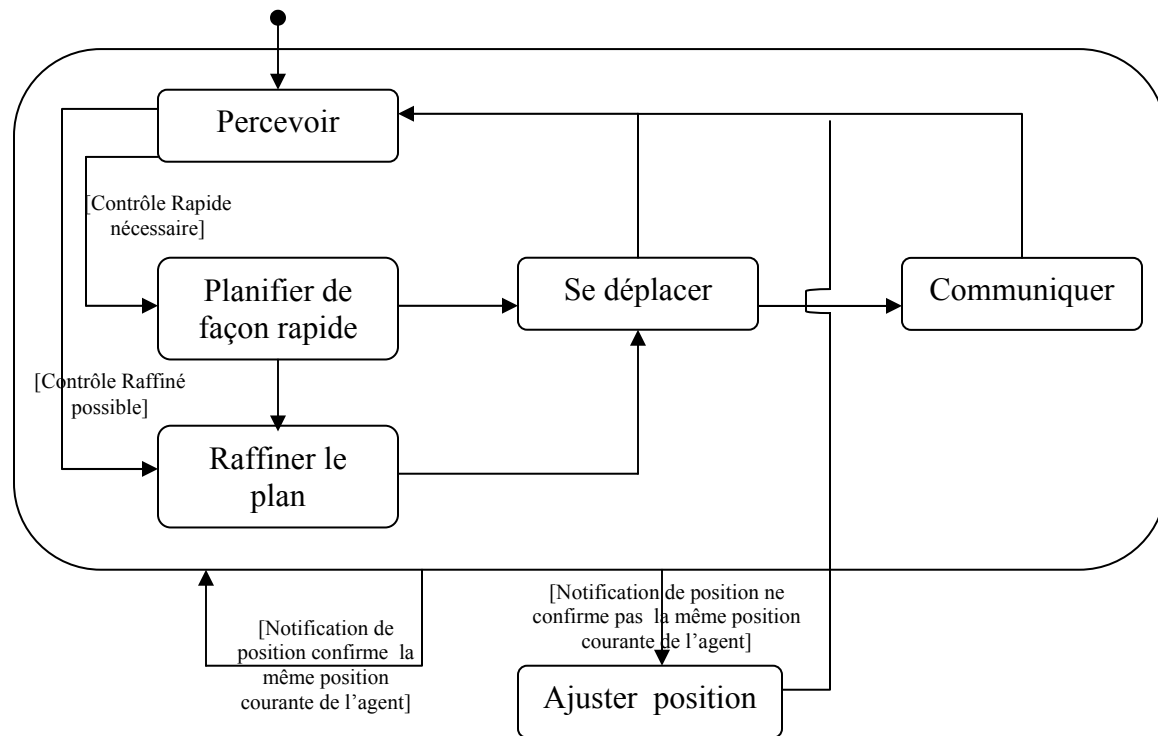 Percevoir
[Contrôle Rapide
nécessaire]
Planifier de
façon rapide
Se déplacer
Communiquer
[Contrôle Raffiné
possible]
Raffiner le
plan
[Notification de
position confirme la
même position
courante de l’agent]
[Notification de position ne
confirme pas la même position
courante de l’agent]
Ajuster position